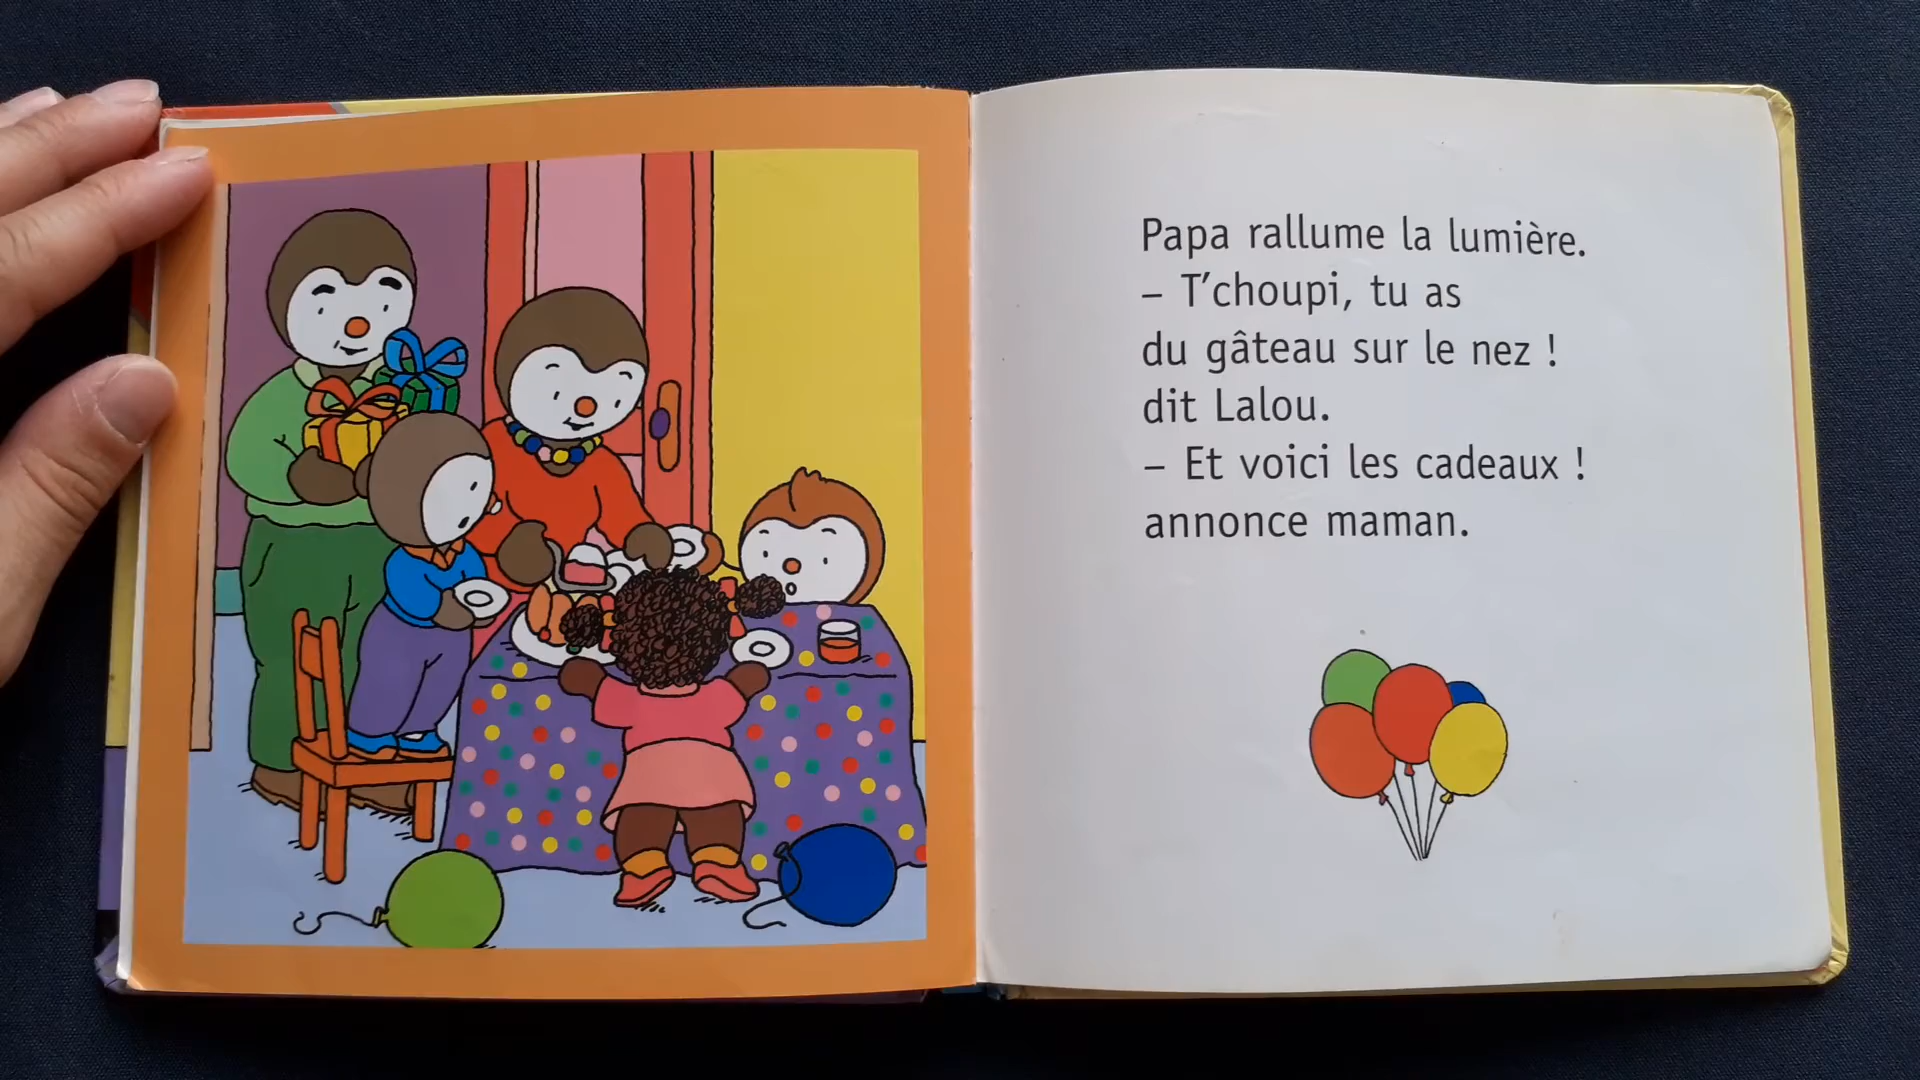 Papa rallume la lumière.
– T'choupi, tu as
du gâteau sur le nez !
dit Lalou.
– Et voici les cadeaux !
annonce maman.